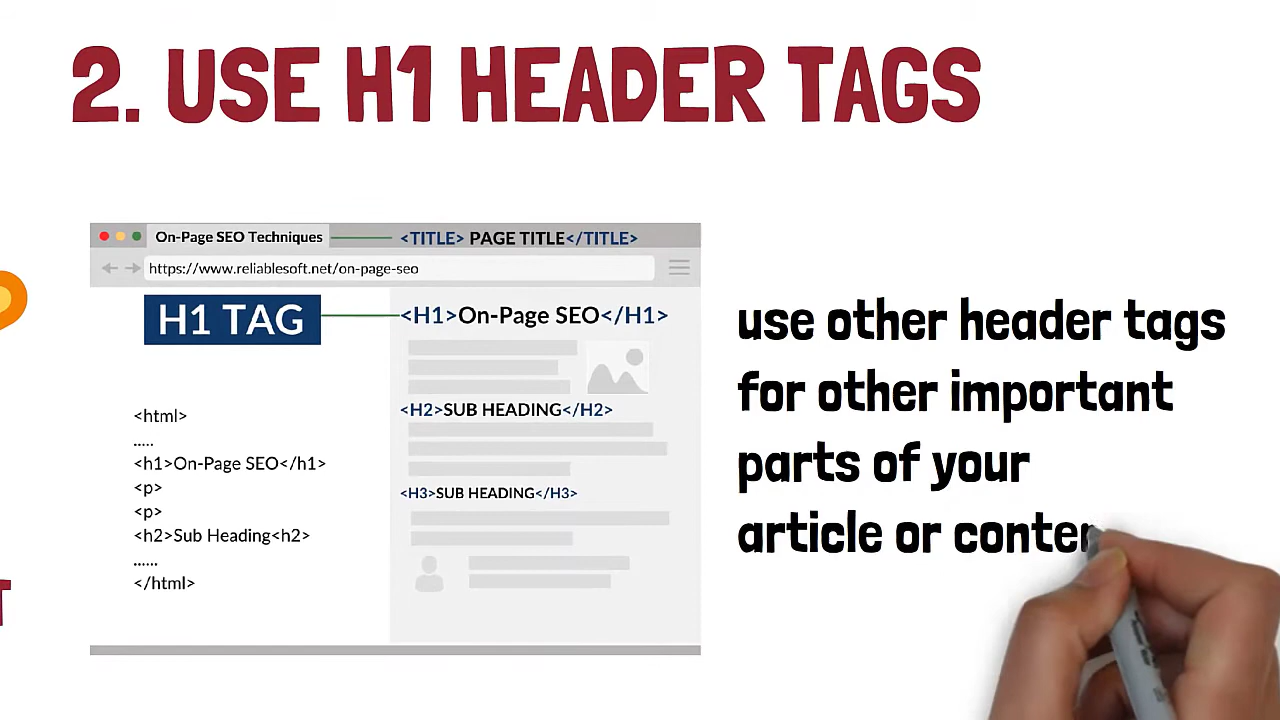 2. USE H1 HEADER TAGS
On-Page SEO Techniques
<TITLE> PAGE TITLE</TITLE>
https://www.reliablesoft.net/on-page-seo
H1 TAG
<H1>On-Page SEO</H1>
<H2>SUB HEADING</H2>
<H3>SUB HEADING</H3>
<html>
.....
<h1>On-Page SEO</h1>
<p>
<p>
<h2>Sub Heading<h2>
......
</html>
use other header tags
for other important
parts of your
article or conte